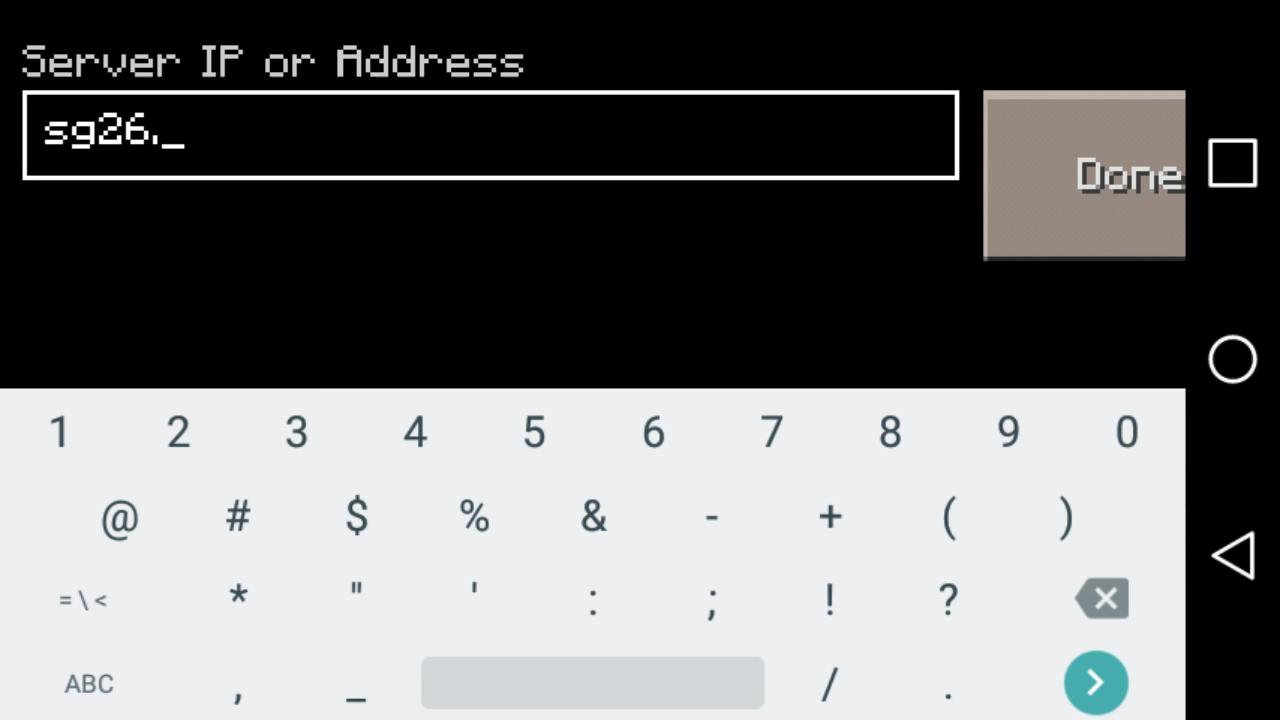 Server IP or Address
sg26._
Done
1 2 3 4 5 6 7 8 9 0
@ # $ % & - + ( )
=\< * " ' : ; ! ?
ABC , _ / .